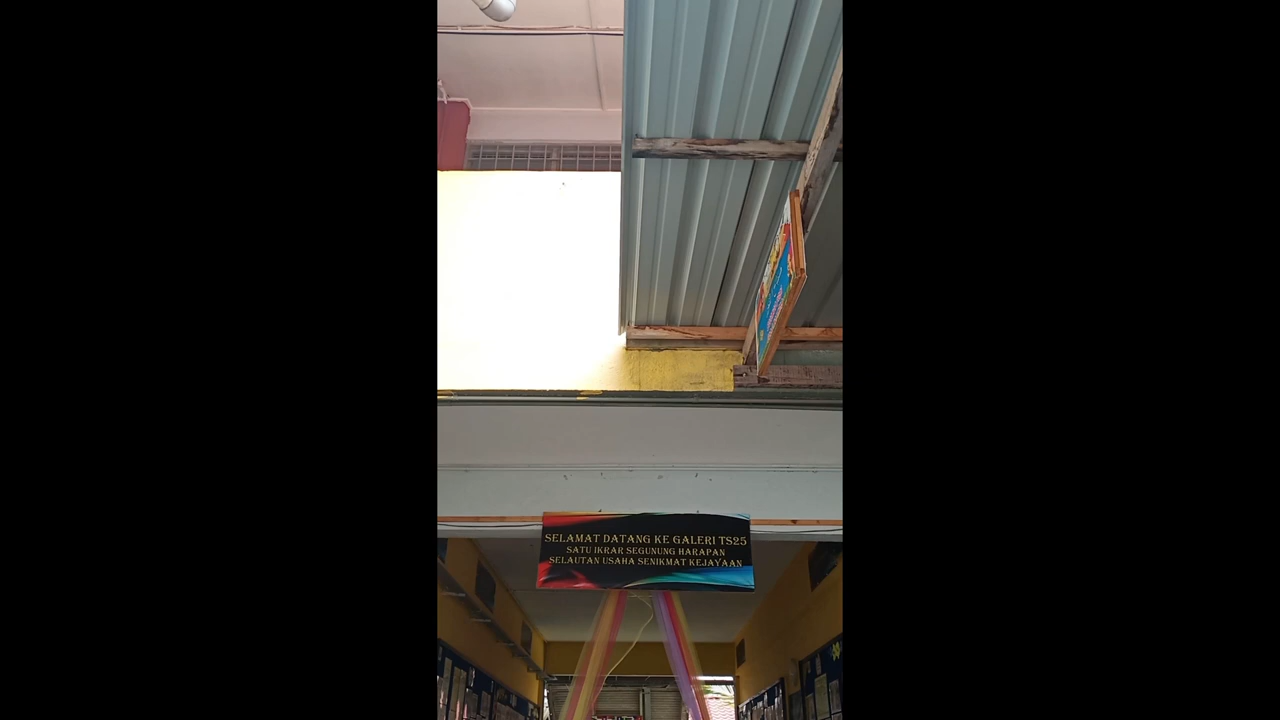 SELAMAT DATANG KE GALERI TS25
SATU IKRAR SEGUNUNG HARAPAN
SELAUTAN USAHA SENIKMAT KEJAYAAN